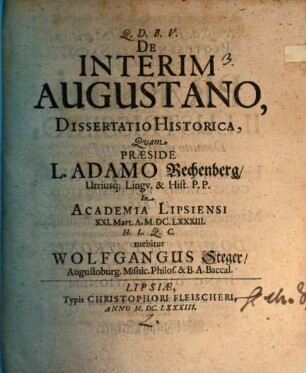 Q. D. B. V.
De
INTERIM 3.
AUGUSTANO,
DISSERTATIO HISTORICA,
Quam
PRÆSIDE
L. ADAMO Rechenberg/
Utriusq; Lingv, & Hist. P. P.
In
ACADEMIA LIPSIENSI
XXI. Mart. A. M. DC. LXXXIII.
H. L. Q. C.
tuebitur
WOLFGANGUS Steger/
Augustoburg. Misnic. Philos. & B. A. Baccal.
LIPSIÆ,
Typis CHRISTOPHORI FLEISCHERI,
ANNO M. DC. LXXXIII.